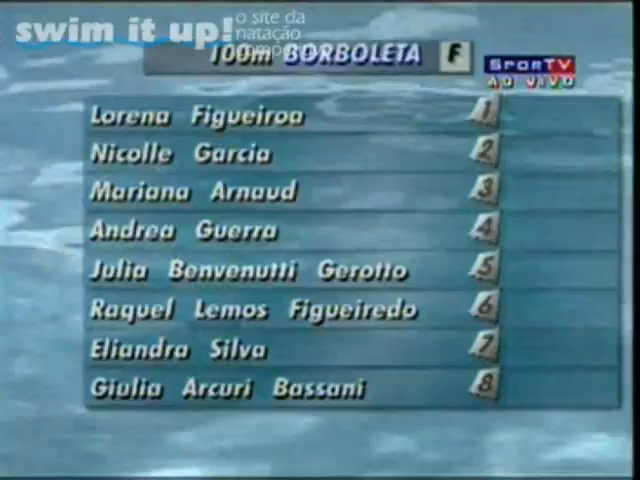 swim it up!
o site da
natação
100m BORBOLETA F
SPORTV
AO VIVO
Lorena Figueiroa 1
Nicolle Garcia 2
Mariana Arnaud 3
Andrea Guerra 4
Julia Benvenutti Gerotto 5
Raquel Lemos Figueiredo 6
Eliandra Silva 7
Giulia Arcuri Bassani 8